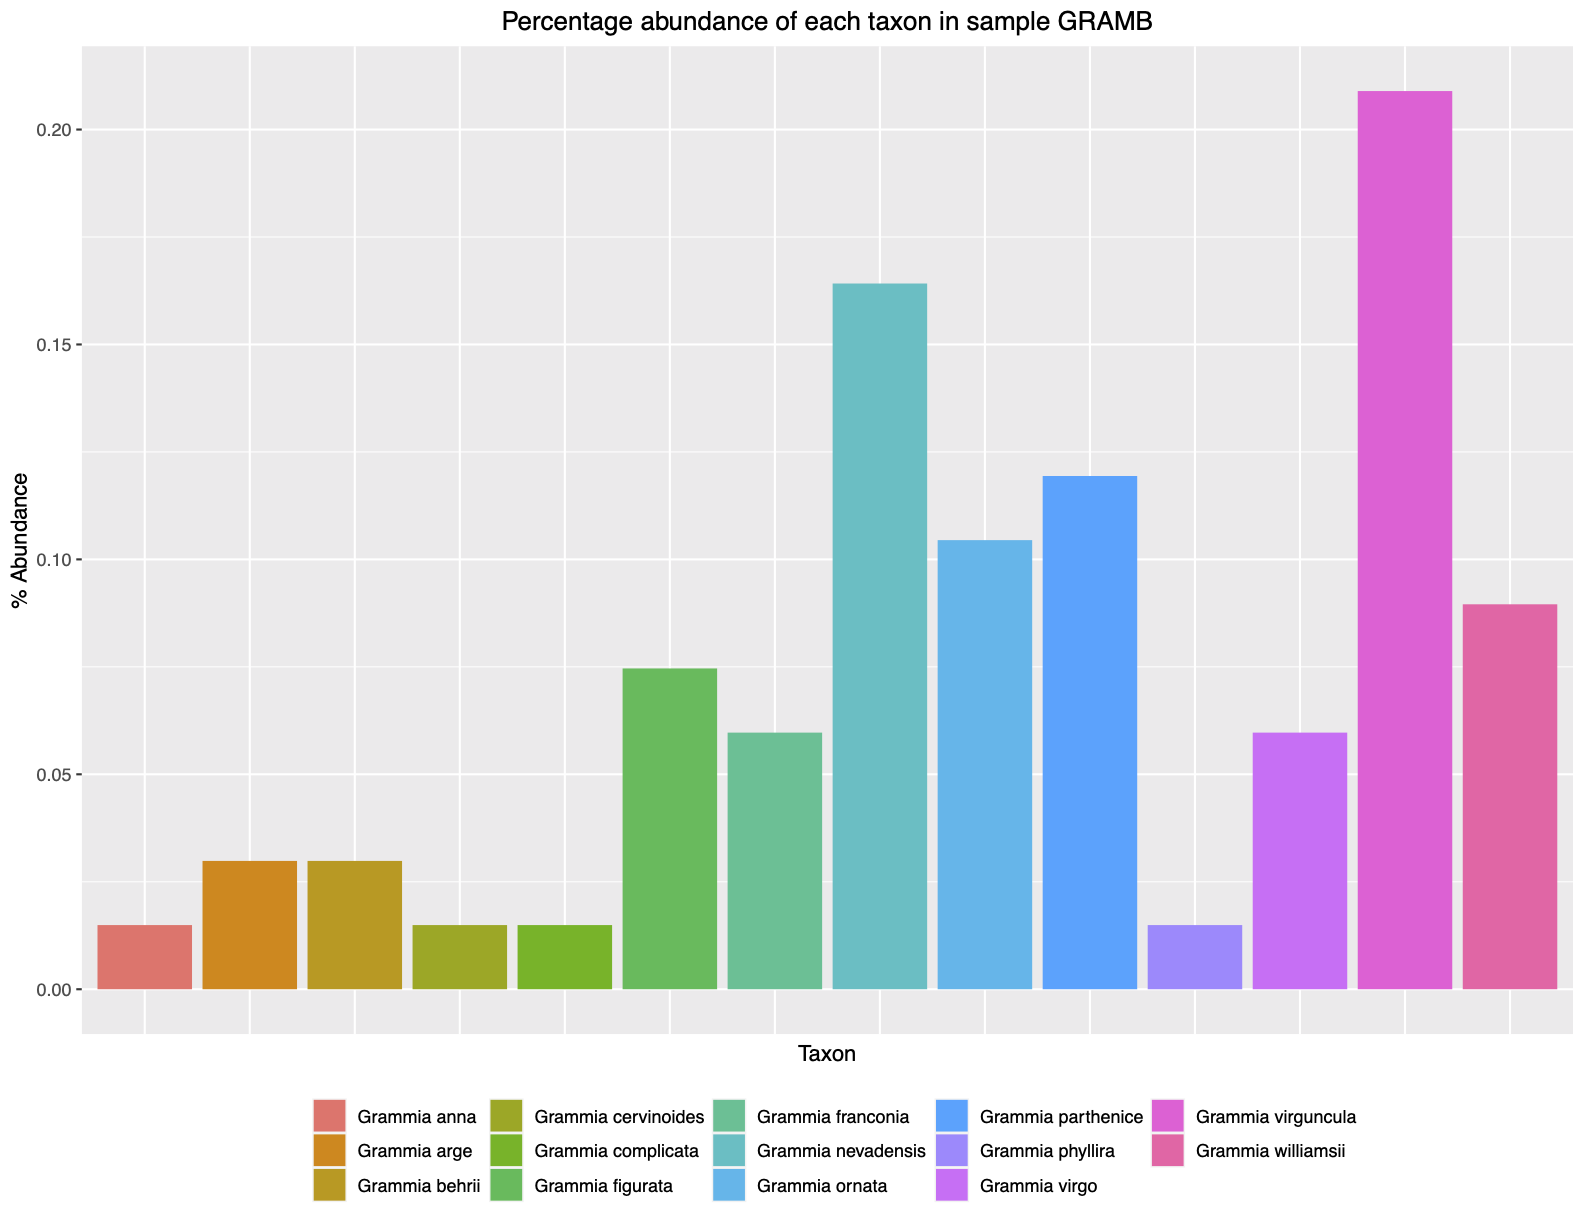 Percentage abundance of each taxon in sample GRAMB
% Abundance
0.20
0.15
0.10
0.05
0.00
Taxon
Grammia anna
Grammia arge
Grammia behrii
Grammia cervinoides
Grammia complicata
Grammia figurata
Grammia franconia
Grammia nevadensis
Grammia ornata
Grammia parthenice
Grammia phyllira
Grammia virgo
Grammia virguncula
Grammia williamsii